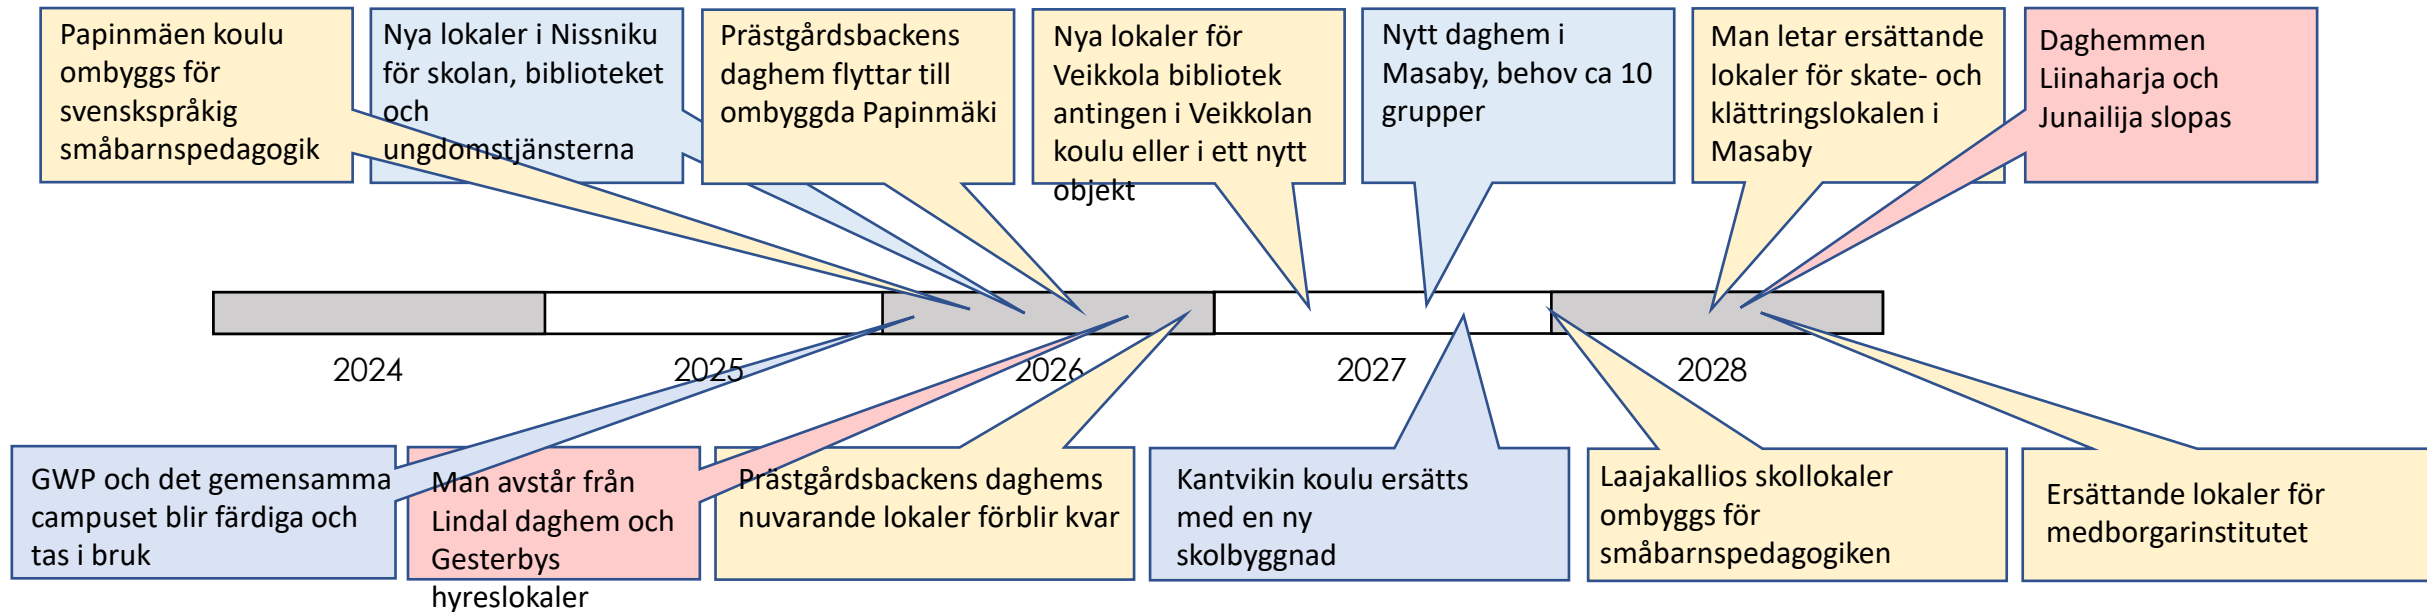 Papinmäen koulu
ombyggs för
svenskspråkig
småbarnspedagogik
Nya lokaler i Nissniku
för skolan, biblioteket
och
ungdomstjänsterna
Prästgårdsbackens
daghem flyttar till
ombyggda Papinmäki
Nya lokaler för
Veikkola bibliotek
antingen i Veikkolan
koulu eller i ett nytt
objekt
Nytt daghem i
Masaby, behov ca 10
grupper
Man letar ersättande
lokaler för skate- och
klättringslokalen i
Masaby
Daghemmen
Liinaharja och
Junailija slopas
2024
2025
2026
2027
2028
GWP och det gemensamma
campuset blir färdiga och
tas i bruk
Man avstår från
Lindal daghem och
Gesterbys
hyreslokaler
Prästgårdsbackens daghems
nuvarande lokaler förblir kvar
Kantvikin koulu ersätts
med en ny
skolbyggnad
Laajakallios skollokaler
ombyggs för
småbarnspedagogiken
Ersättande lokaler för
medborgarinstitutet